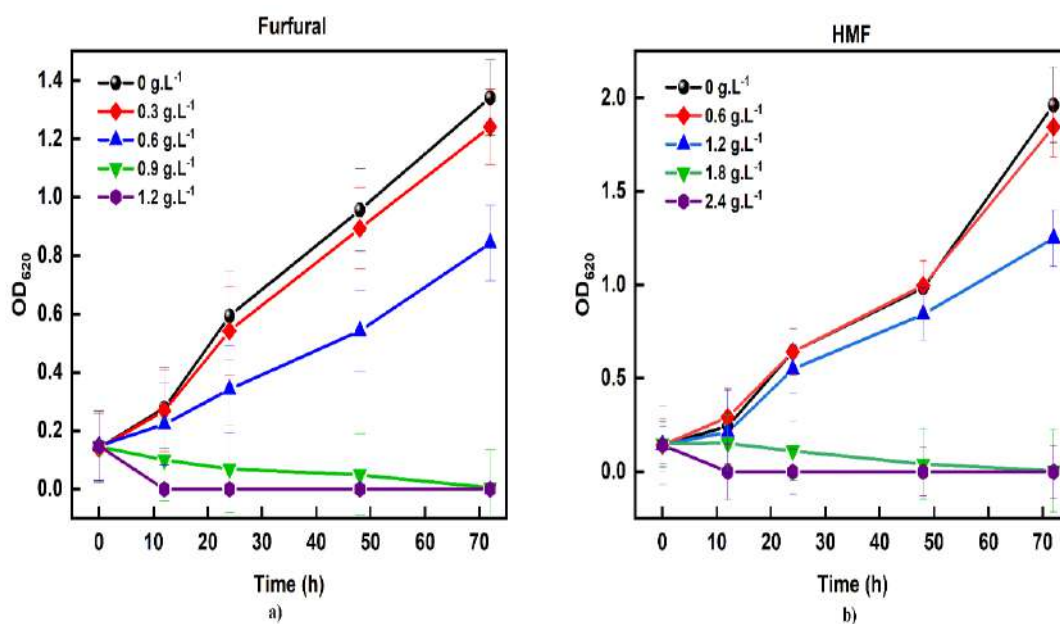 a)
Furfural
0 g.L⁻¹
0.3 g.L⁻¹
0.6 g.L⁻¹
0.9 g.L⁻¹
1.2 g.L⁻¹
OD₆₂₀
1.4
1.2
1.0
0.8
0.6
0.4
0.2
0.0
0 10 20 30 40 50 60 70
Time (h)
a)
b)
HMF
0 g.L⁻¹
0.6 g.L⁻¹
1.2 g.L⁻¹
1.8 g.L⁻¹
2.4 g.L⁻¹
OD₆₂₀
2.0
1.5
1.0
0.5
0.0
0 10 20 30 40 50 60 70
Time (h)
b)